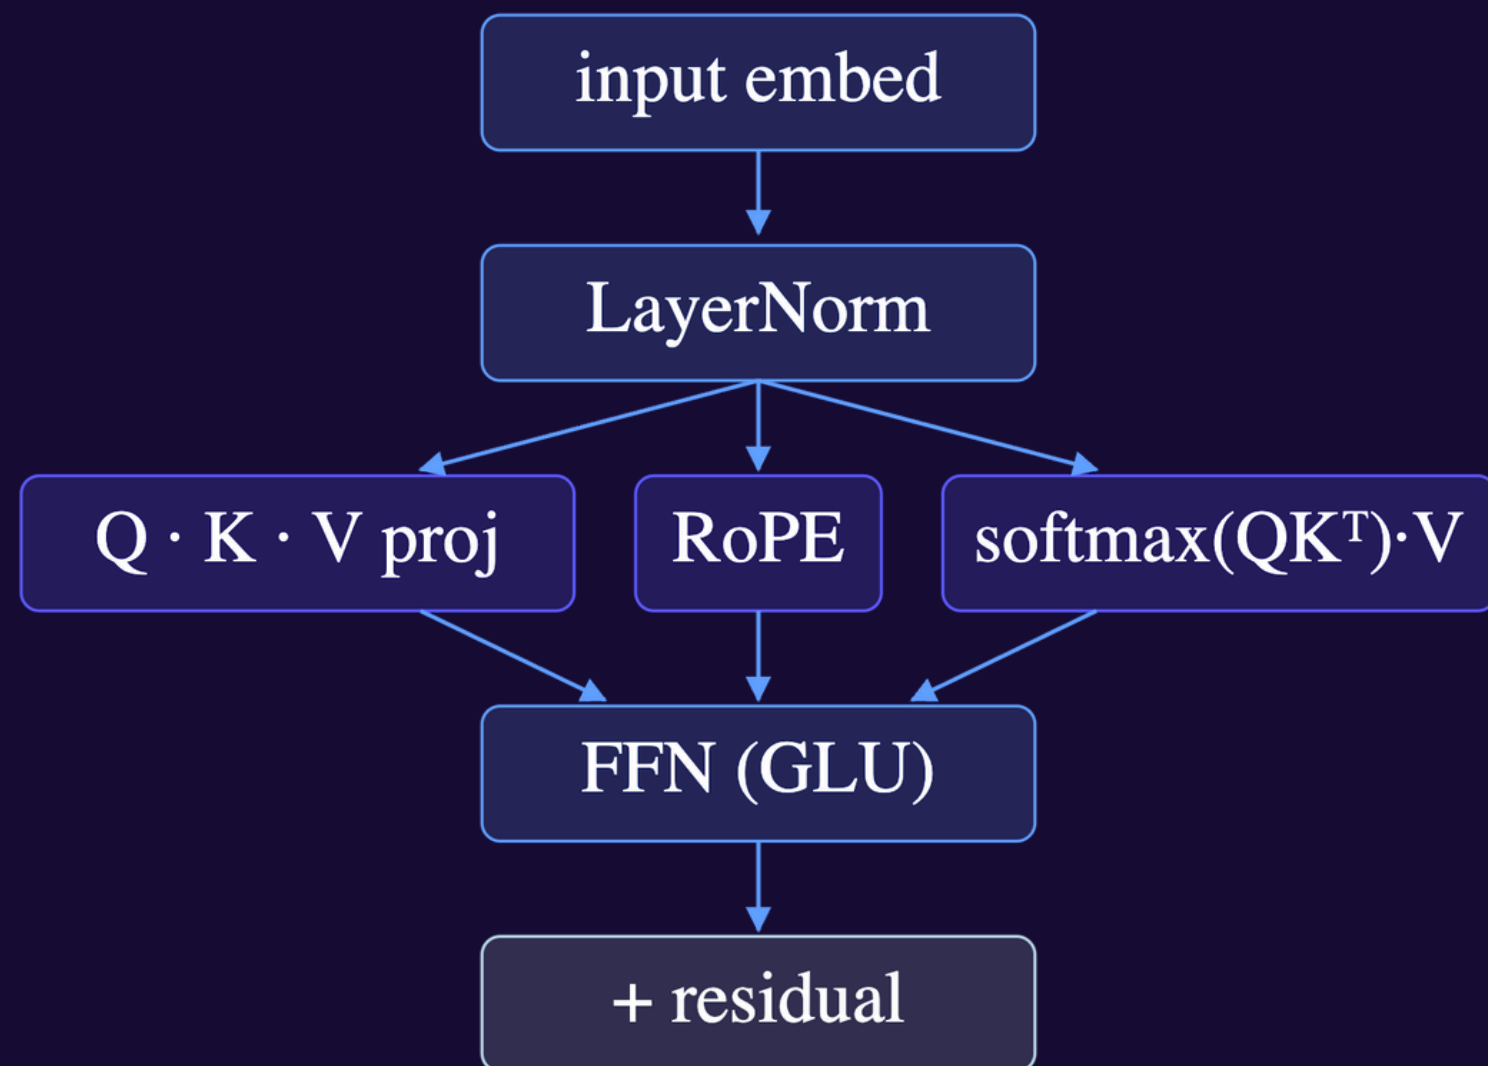 input embed
LayerNorm
Q · K · V proj
RoPE
softmax(QKᵀ)·V
FFN (GLU)
+ residual